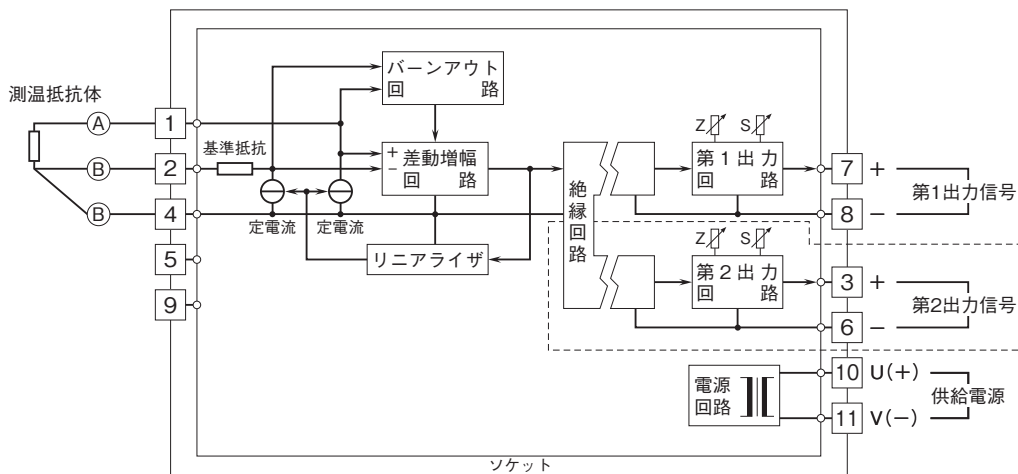 測温抵抗体
A
B
B
1
2
4
5
9
基準抵抗
バーンアウト
回路
+
−
差動増幅
回路
定電流
定電流
リニアライザ
絶縁回路
Z
S
第1出力
回路
7
+
8
−
第1出力信号
Z
S
第2出力
回路
3
+
6
−
第2出力信号
電源
回路
10
U(+)
11
V(−)
供給電源
ソケット